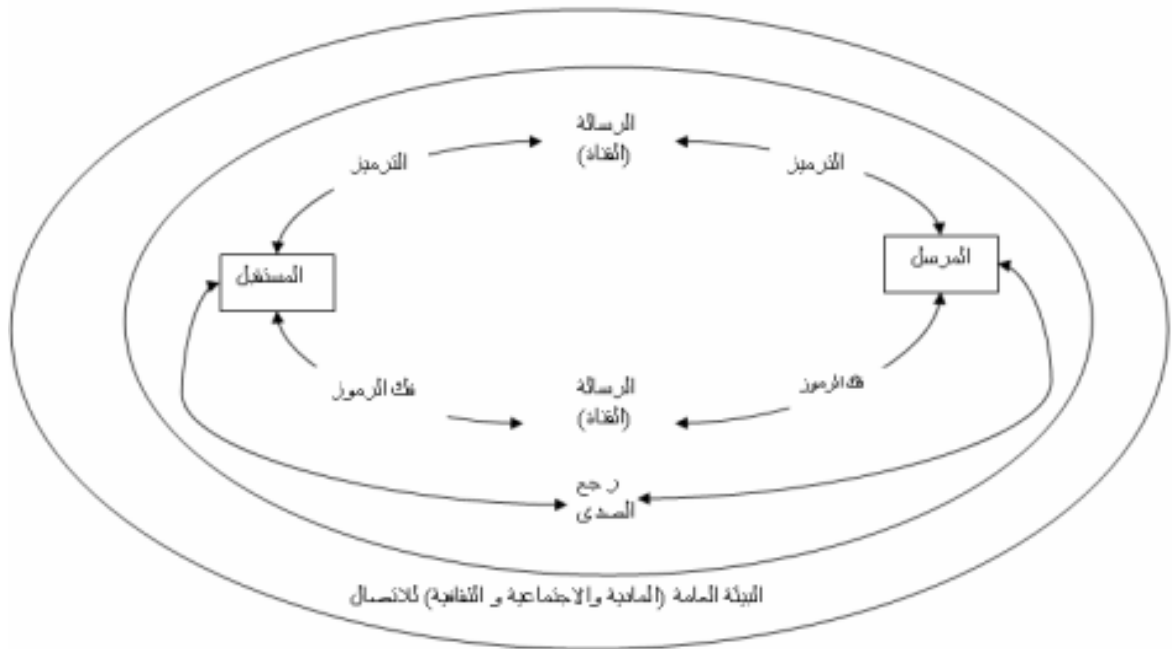 الرسالة
(القناة)
الترميز
الترميز
المرسل
المستقبل
الرسالة
(القناة)
فك الرموز
فك الرموز
رجع
الصدى
البيئة العامة (المادية والاجتماعية و الثقافية) للاتصال